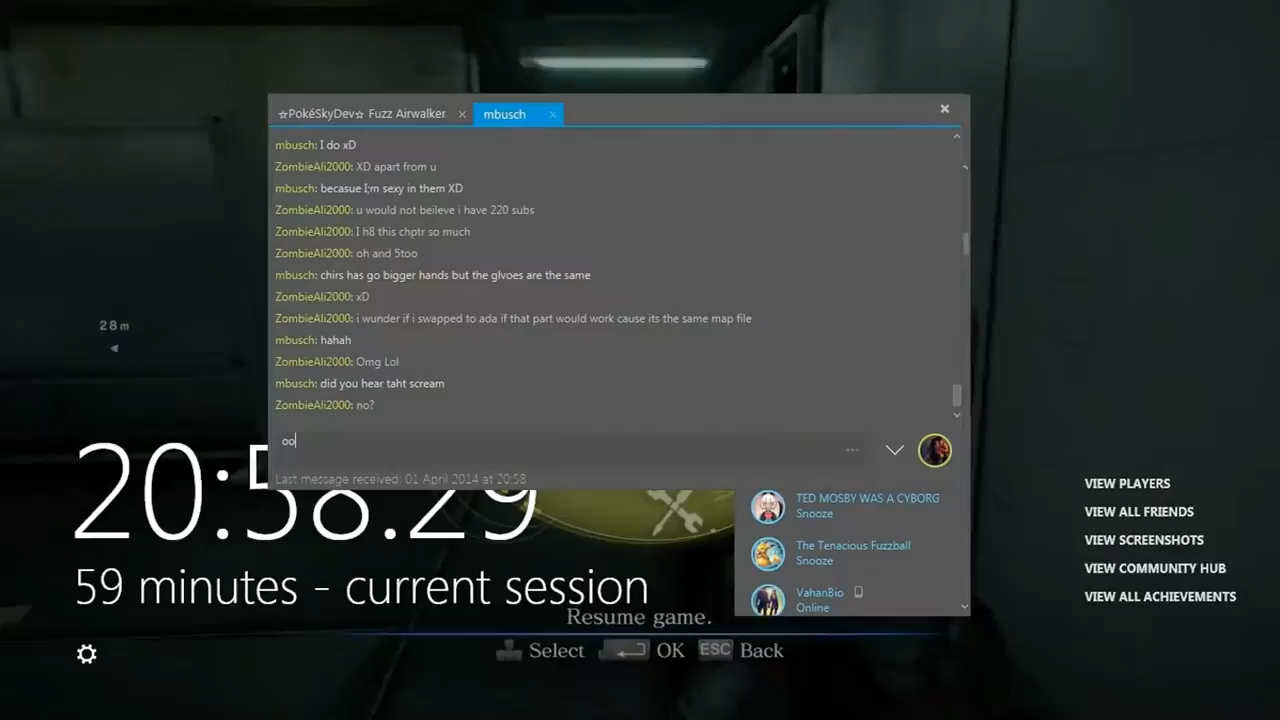 ☆PokéSkyDev☆ Fuzz Airwalker
mbusch
mbusch: I do xD
ZombieAli2000: XD apart from u
mbusch: becasue I;m sexy in them XD
ZombieAli2000: u would not beileve i have 220 subs
ZombieAli2000: I h8 this chptr so much
ZombieAli2000: oh and 5too
mbusch: chirs has go bigger hands but the glvoes are the same
ZombieAli2000: xD
ZombieAli2000: i wunder if i swapped to ada if that part would work cause its the same map file
mbusch: hahah
ZombieAli2000: Omg Lol
mbusch: did you hear taht scream
ZombieAli2000: no?
oo
Last message received: 01 April 2014 at 20:58
28m
20:58:29
59 minutes - current session
TED MOSBY WAS A CYBORG
Snooze
The Tenacious Fuzzball
Snooze
VahanBio
Online
VIEW PLAYERS
VIEW ALL FRIENDS
VIEW SCREENSHOTS
VIEW COMMUNITY HUB
VIEW ALL ACHIEVEMENTS
Resume game.
Select OK ESC Back